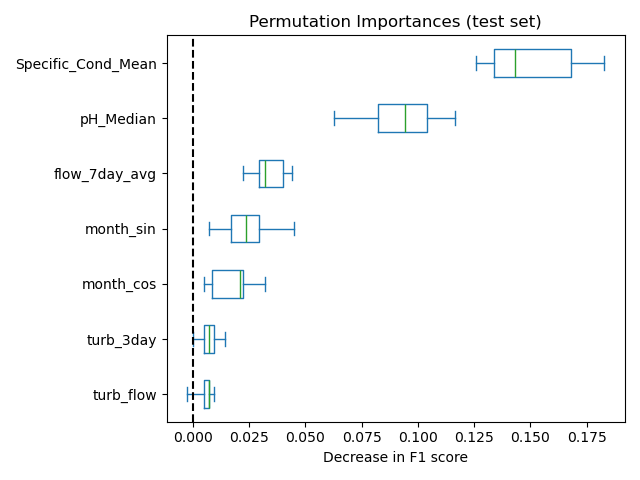 Permutation Importances (test set)
Specific_Cond_Mean
pH_Median
flow_7day_avg
month_sin
month_cos
turb_3day
turb_flow
0.000 0.025 0.050 0.075 0.100 0.125 0.150 0.175
Decrease in F1 score